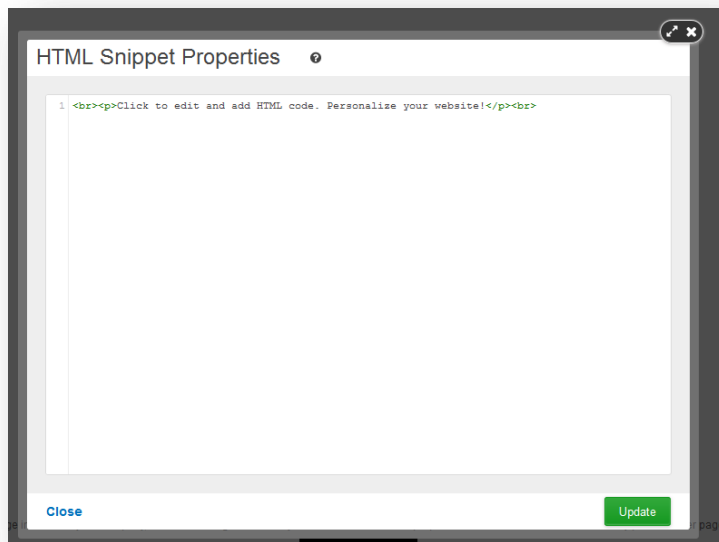 HTML Snippet Properties
1 <br><p>Click to edit and add HTML code. Personalize your website!</p><br>
Close
Update